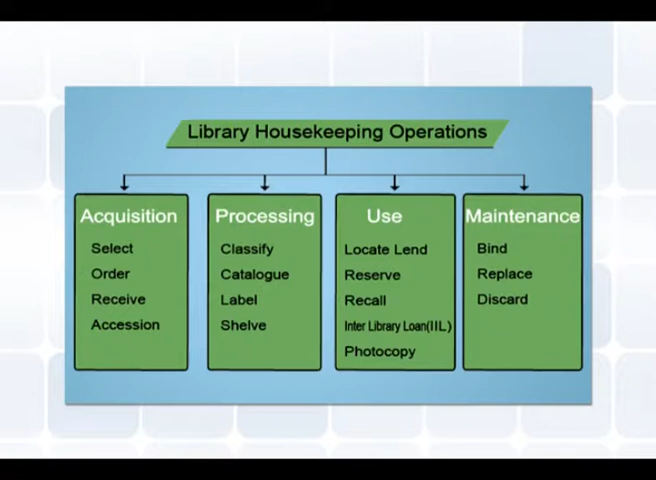 Library Housekeeping Operations
Acquisition
Select
Order
Receive
Accession
Processing
Classify
Catalogue
Label
Shelve
Use
Locate Lend
Reserve
Recall
Inter Library Loan(IIL)
Photocopy
Maintenance
Bind
Replace
Discard